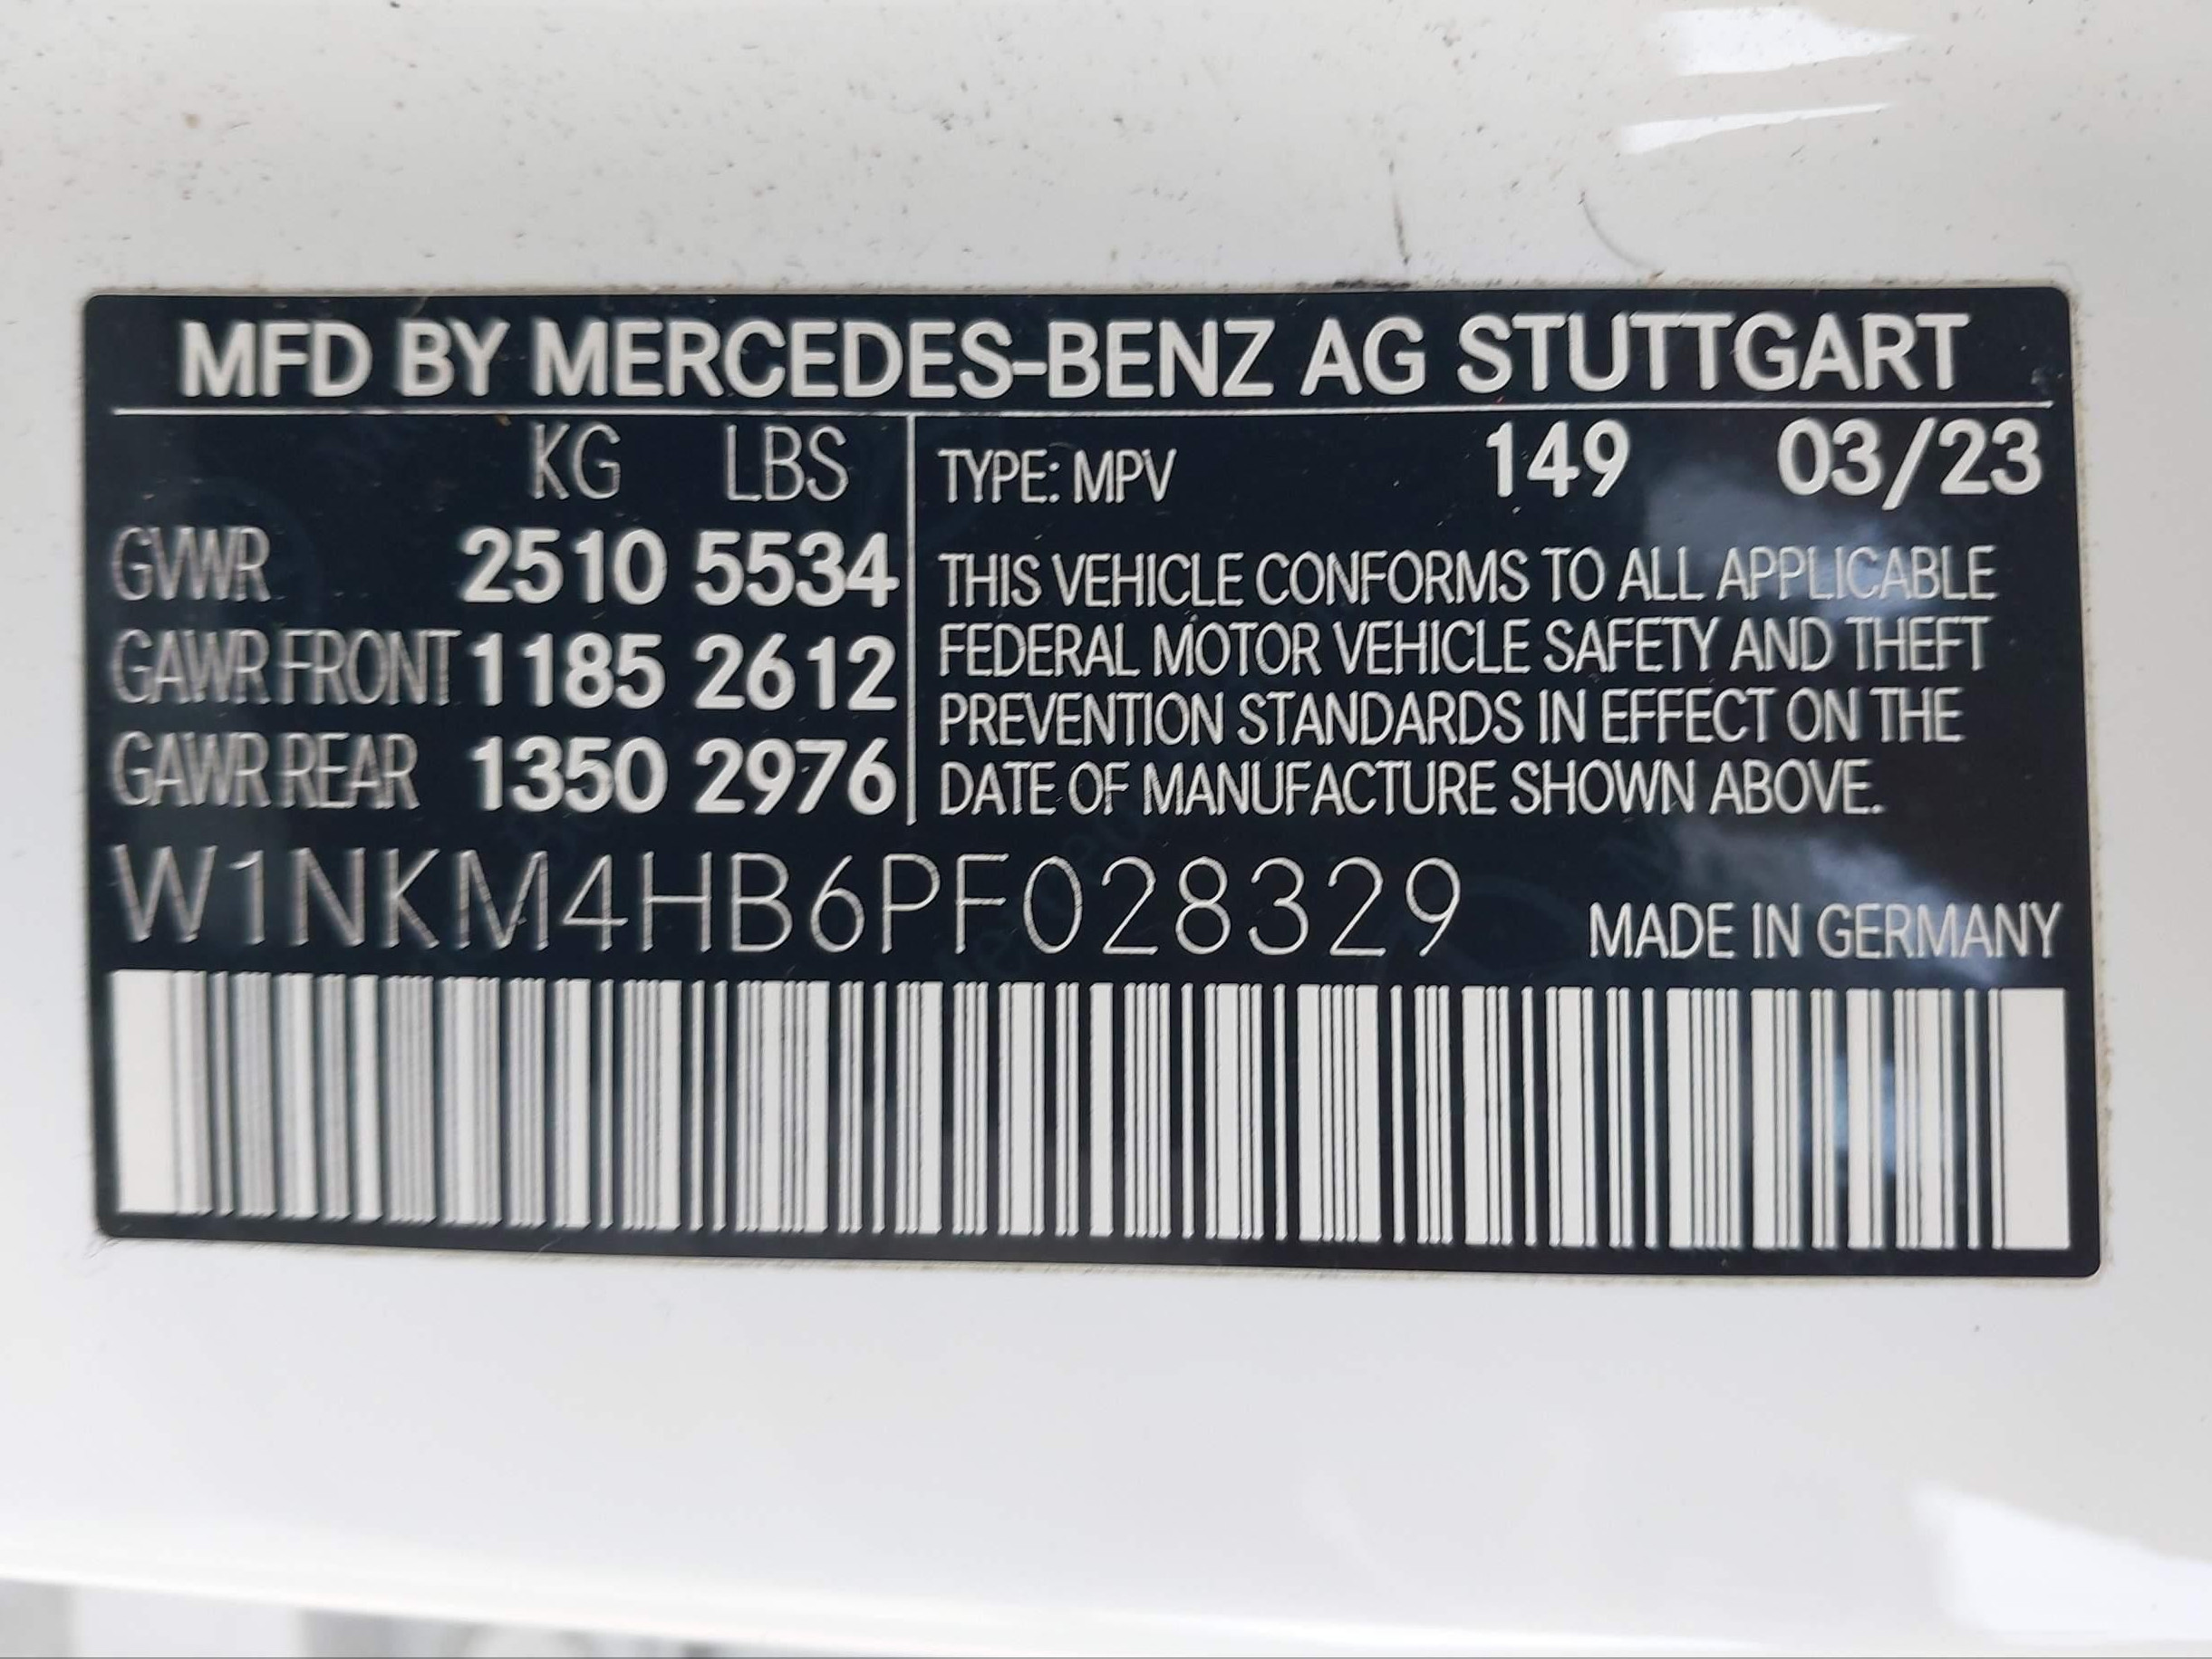 MFD BY MERCEDES-BENZ AG STUTTGART
KG LBS
GVWR 2510 5534
GAWR FRONT 1185 2612
GAWR REAR 1350 2976
TYPE: MPV 149 03/23
THIS VEHICLE CONFORMS TO ALL APPLICABLE
FEDERAL MOTOR VEHICLE SAFETY AND THEFT
PREVENTION STANDARDS IN EFFECT ON THE
DATE OF MANUFACTURE SHOWN ABOVE.
W1NKM4HB6PF028329
MADE IN GERMANY